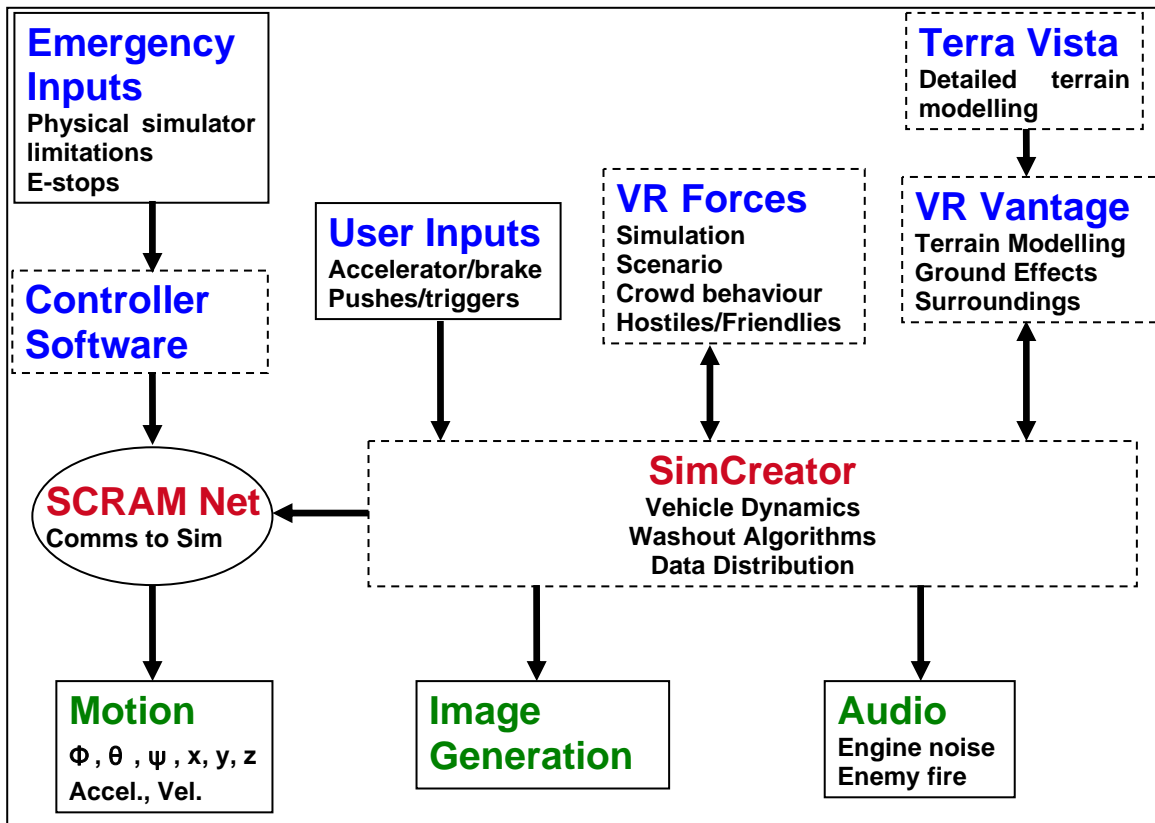 Emergency
Inputs
Physical simulator
limitations
E-stops
Terra Vista
Detailed terrain
modelling
User Inputs
Accelerator/brake
Pushes/triggers
VR Forces
Simulation
Scenario
Crowd behaviour
Hostiles/Friendlies
VR Vantage
Terrain Modelling
Ground Effects
Surroundings
Controller
Software
SCRAM Net
Comms to Sim
SimCreator
Vehicle Dynamics
Washout Algorithms
Data Distribution
Motion
Φ, θ, ψ, x, y, z
Accel., Vel.
Image
Generation
Audio
Engine noise
Enemy fire